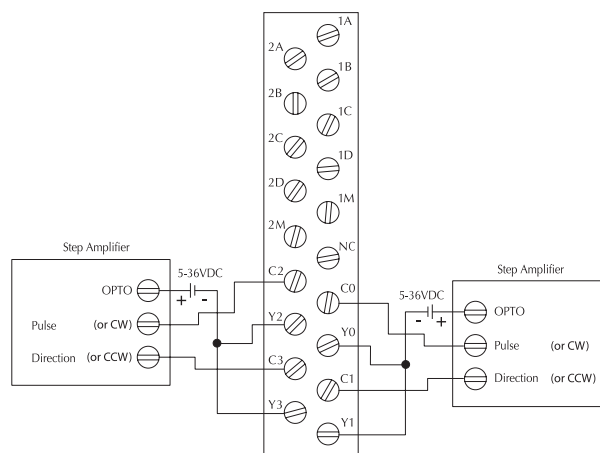 1A
2A
1B
2B
1C
2C
1D
2D
1M
2M
NC
Step Amplifier
OPTO
5-36VDC
+ -
Pulse (or CW)
Direction (or CCW)
C2
Y2
C3
Y3
C0
Y0
C1
Y1
Step Amplifier
5-36VDC
- +
OPTO
Pulse (or CW)
Direction (or CCW)